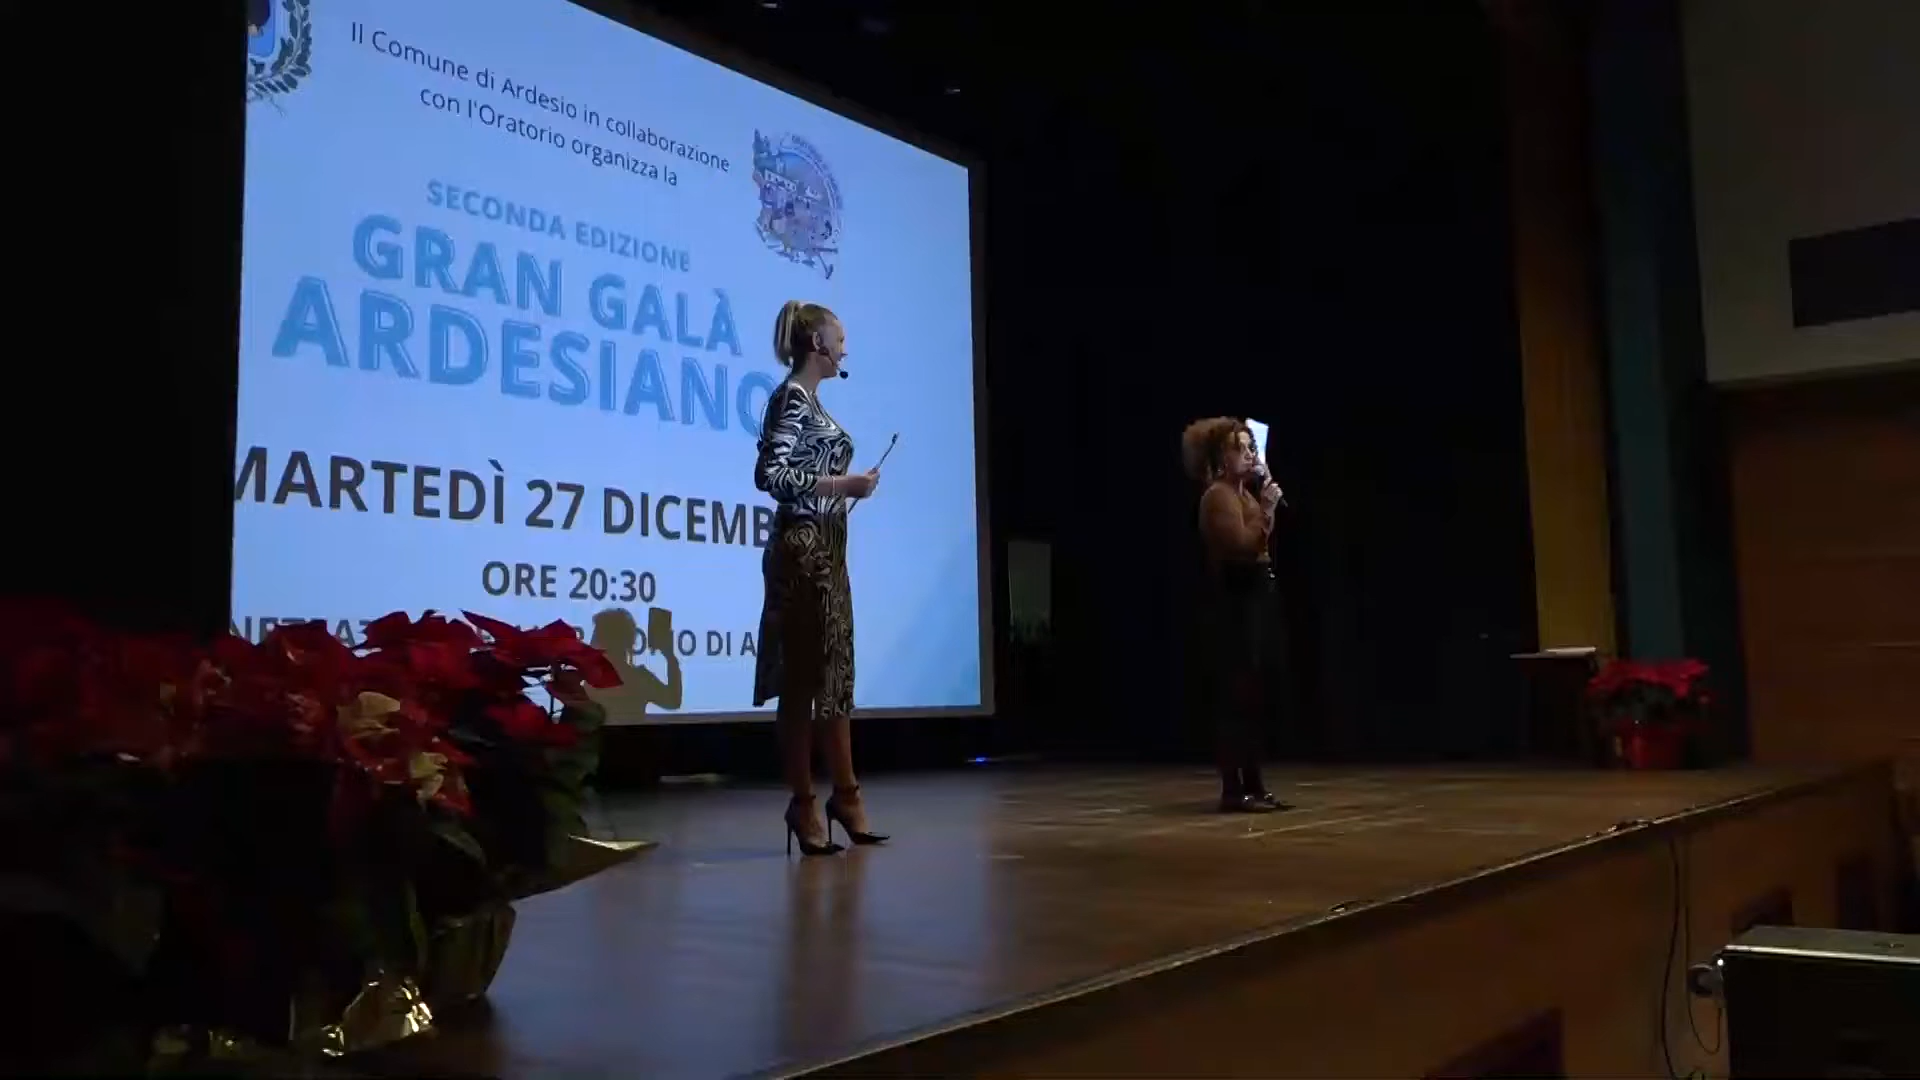 Il Comune di Ardesio in collaborazione
con l'Oratorio organizza la
SECONDA EDIZIONE
GRAN GALÀ
ARDESIANO
MARTEDÌ 27 DICEMB
ORE 20:30
DI A